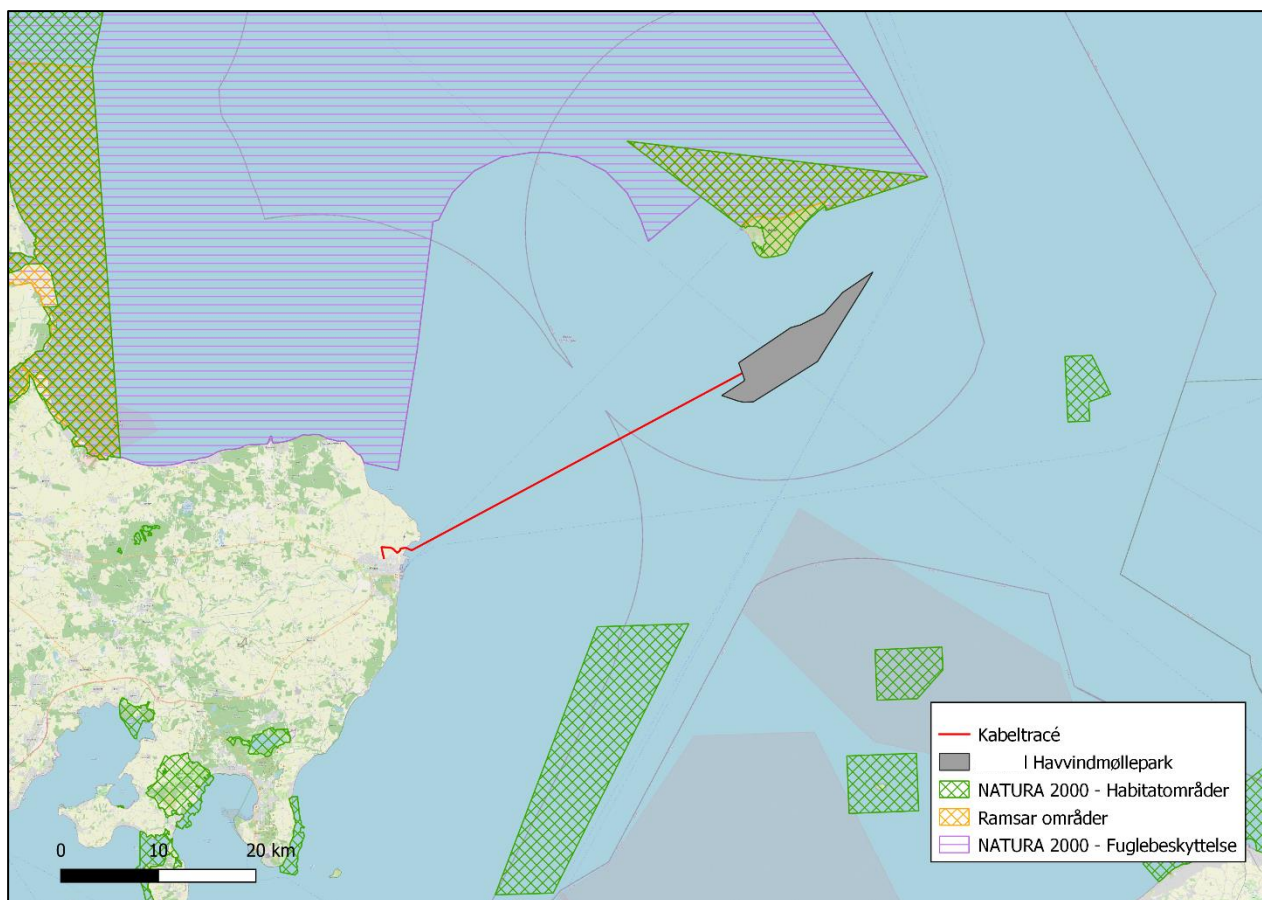 Kabeltracé
l Havvindmøllepark
NATURA 2000 - Habitatområder
Ramsar områder
NATURA 2000 - Fuglebeskyttelse
0 10 20 km